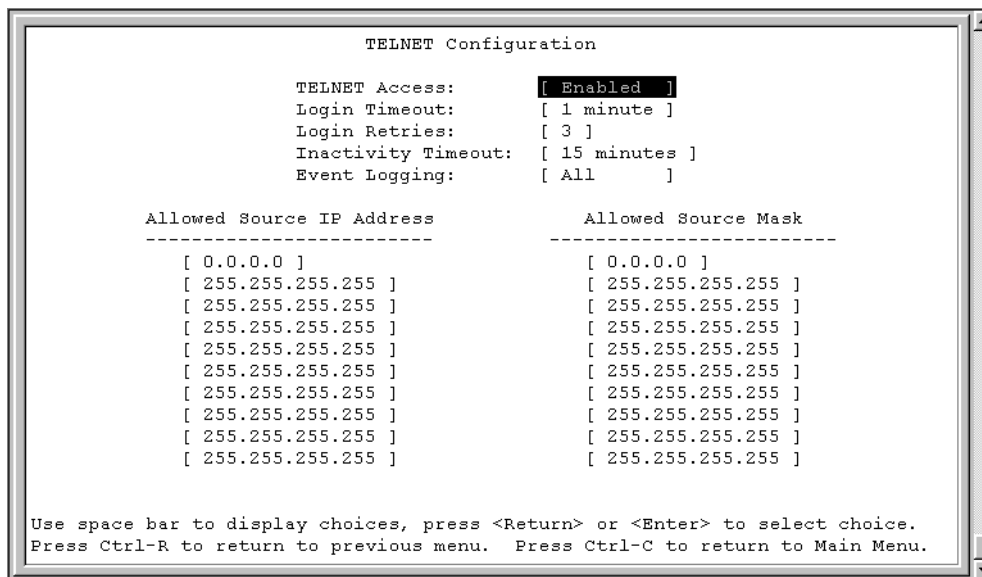 TELNET Configuration
TELNET Access: [ Enabled ]
Login Timeout: [ 1 minute ]
Login Retries: [ 3 ]
Inactivity Timeout: [ 15 minutes ]
Event Logging: [ All ]
Allowed Source IP Address Allowed Source Mask
------------------------- -------------------------
[ 0.0.0.0 ] [ 0.0.0.0 ]
[ 255.255.255.255 ] [ 255.255.255.255 ]
[ 255.255.255.255 ] [ 255.255.255.255 ]
[ 255.255.255.255 ] [ 255.255.255.255 ]
[ 255.255.255.255 ] [ 255.255.255.255 ]
[ 255.255.255.255 ] [ 255.255.255.255 ]
[ 255.255.255.255 ] [ 255.255.255.255 ]
[ 255.255.255.255 ] [ 255.255.255.255 ]
[ 255.255.255.255 ] [ 255.255.255.255 ]
[ 255.255.255.255 ] [ 255.255.255.255 ]
Use space bar to display choices, press <Return> or <Enter> to select choice.
Press Ctrl-R to return to previous menu. Press Ctrl-C to return to Main Menu.